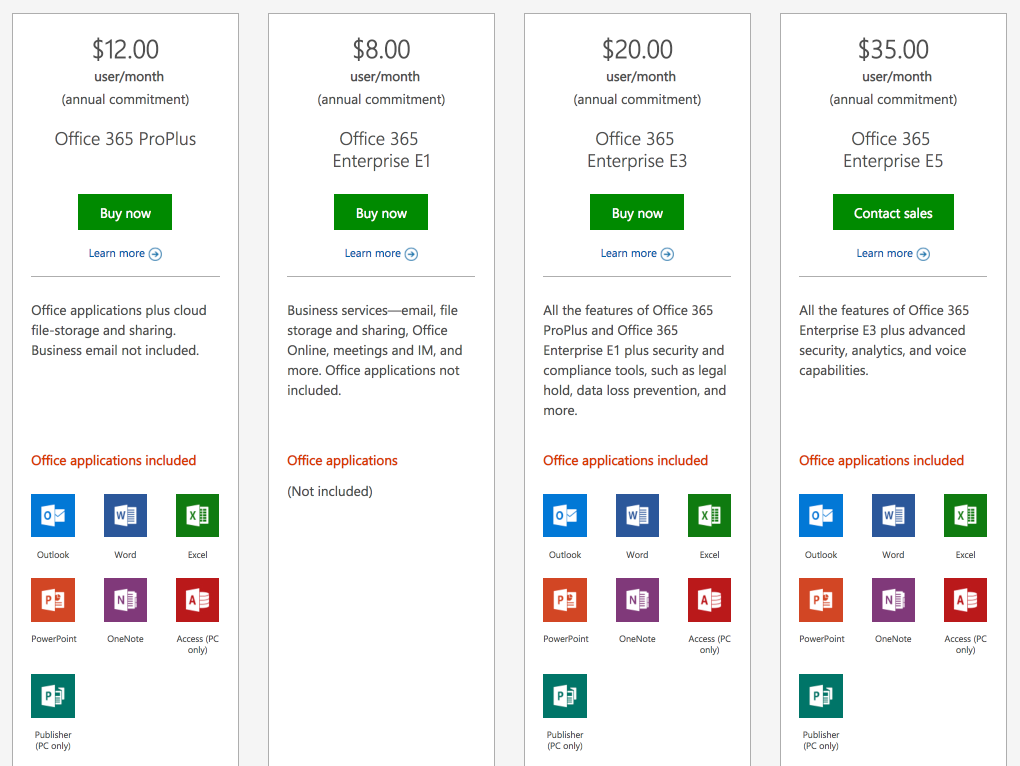 $12.00
user/month
(annual commitment)
Office 365 ProPlus
Buy now
Learn more
Office applications plus cloud
file-storage and sharing.
Business email not included.
Office applications included
Outlook
Word
Excel
PowerPoint
OneNote
Access (PC
only)
Publisher
(PC only)
$8.00
user/month
(annual commitment)
Office 365
Enterprise E1
Buy now
Learn more
Business services—email, file
storage and sharing, Office
Online, meetings and IM, and
more. Office applications not
included.
Office applications
(Not included)
$20.00
user/month
(annual commitment)
Office 365
Enterprise E3
Buy now
Learn more
All the features of Office 365
ProPlus and Office 365
Enterprise E1 plus security and
compliance tools, such as legal
hold, data loss prevention, and
more.
Office applications included
Outlook
Word
Excel
PowerPoint
OneNote
Access (PC
only)
Publisher
(PC only)
$35.00
user/month
(annual commitment)
Office 365
Enterprise E5
Contact sales
Learn more
All the features of Office 365
Enterprise E3 plus advanced
security, analytics, and voice
capabilities.
Office applications included
Outlook
Word
Excel
PowerPoint
OneNote
Access (PC
only)
Publisher
(PC only)